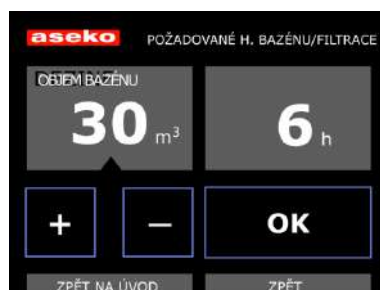 aseko POŽADOVANÉ H. BAZÉNU/FILTRACE
OBJEM BAZÉNU
30 m³ 6 h
+ − OK
ZPĚT NA ÚVOD ZPĚT